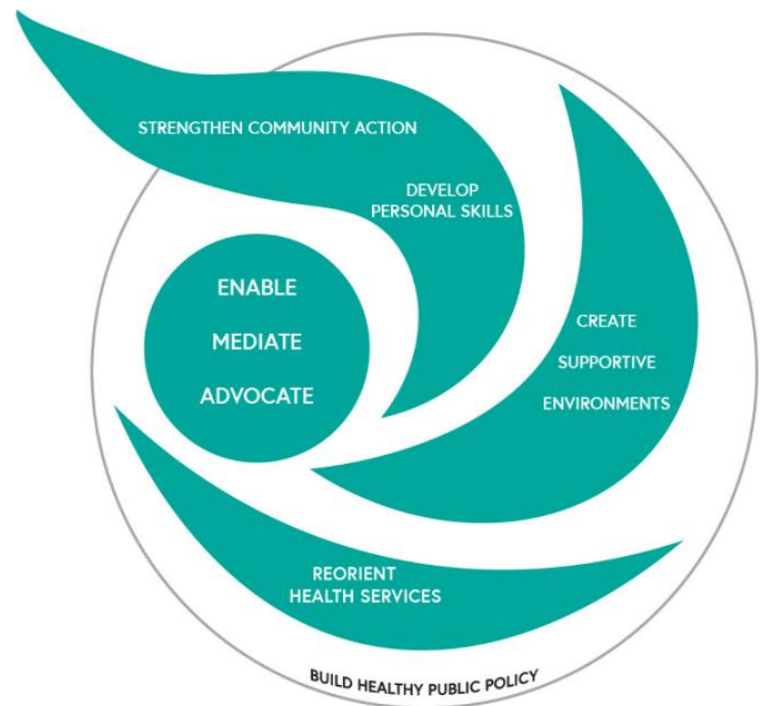 STRENGTHEN COMMUNITY ACTION
DEVELOP
PERSONAL SKILLS
ENABLE
MEDIATE
ADVOCATE
CREATE
SUPPORTIVE
ENVIRONMENTS
REORIENT
HEALTH SERVICES
BUILD HEALTHY PUBLIC POLICY